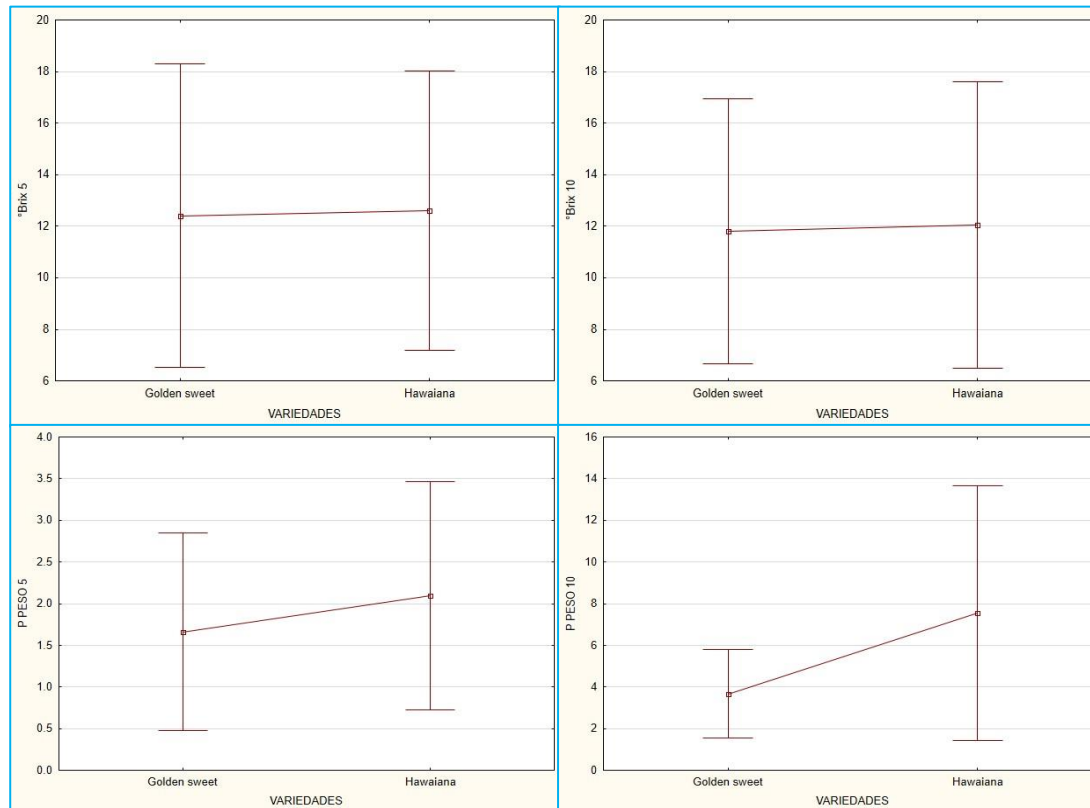 20
18
16
14
12
10
8
6
°Brix 5
Golden sweet Hawaiana
VARIEDADES
20
18
16
14
12
10
8
6
°Brix 10
Golden sweet Hawaiana
VARIEDADES
4.0
3.5
3.0
2.5
2.0
1.5
1.0
0.5
0.0
P PESO 5
Golden sweet Hawaiana
VARIEDADES
16
14
12
10
8
6
4
2
0
P PESO 10
Golden sweet Hawaiana
VARIEDADES